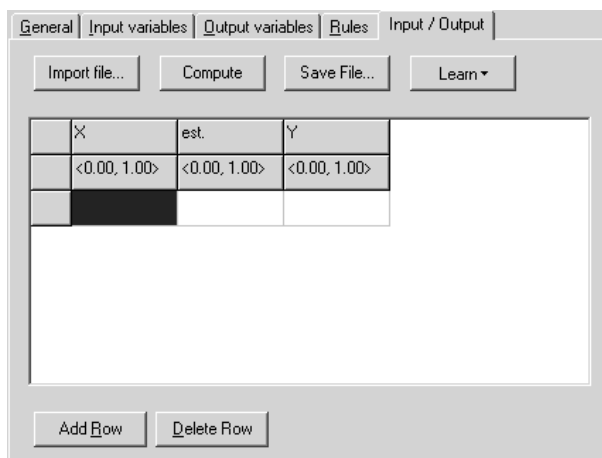 General Input variables Output variables Rules Input / Output
Import file... Compute Save File... Learn
X est. Y
<0.00, 1.00> <0.00, 1.00> <0.00, 1.00>
Add Row Delete Row